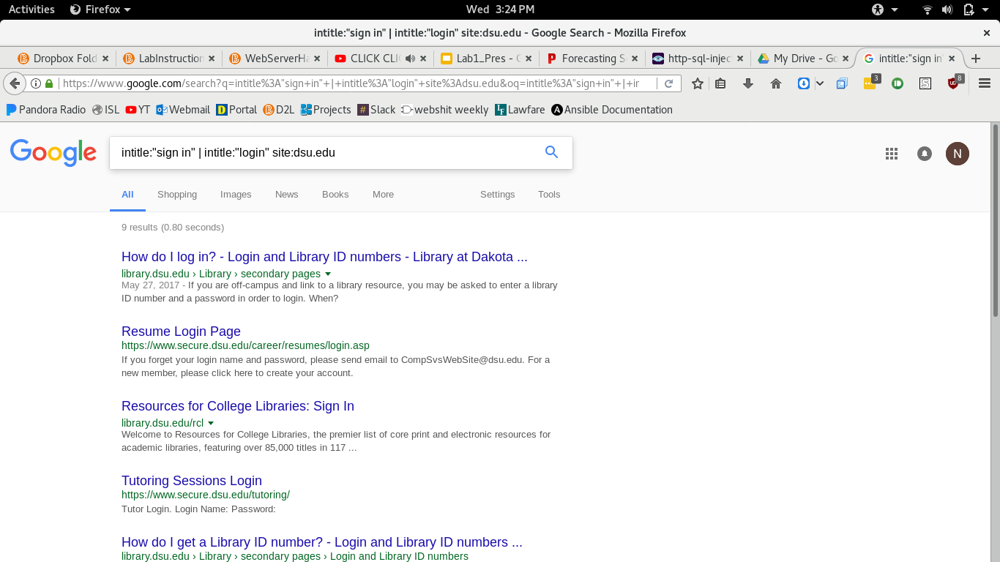 Activities Firefox Wed 3:24 PM
intitle:"sign in" | intitle:"login" site:dsu.edu - Google Search - Mozilla Firefox
Dropbox Fold LabInstruction WebServerHa CLICK CLI Lab1_Pres - G Forecasting S http-sql-inject My Drive - Go intitle:"sign in"
https://www.google.com/search?q=intitle%3A"sign+in"+|+intitle%3A"login"+site%3Adsu.edu&oq=intitle%3A"sign+in"+|+ir 3 8
Pandora Radio ISL YT Webmail Portal D2L Projects Slack webshit weekly Lawfare Ansible Documentation
Google intitle:"sign in" | intitle:"login" site:dsu.edu N
All Shopping Images News Books More Settings Tools
9 results (0.80 seconds)
How do I log in? - Login and Library ID numbers - Library at Dakota ...
library.dsu.edu › Library › secondary pages
May 27, 2017 - If you are off-campus and link to a library resource, you may be asked to enter a library
ID number and a password in order to login. When?
Resume Login Page
https://www.secure.dsu.edu/career/resumes/login.asp
If you forget your login name and password, please send email to CompSvsWebSite@dsu.edu. For a
new member, please click here to create your account.
Resources for College Libraries: Sign In
library.dsu.edu/rcl
Welcome to Resources for College Libraries, the premier list of core print and electronic resources for
academic libraries, featuring over 85,000 titles in 117 ...
Tutoring Sessions Login
https://www.secure.dsu.edu/tutoring/
Tutor Login. Login Name: Password:
How do I get a Library ID number? - Login and Library ID numbers ...
library.dsu.edu › Library › secondary pages › Login and Library ID numbers